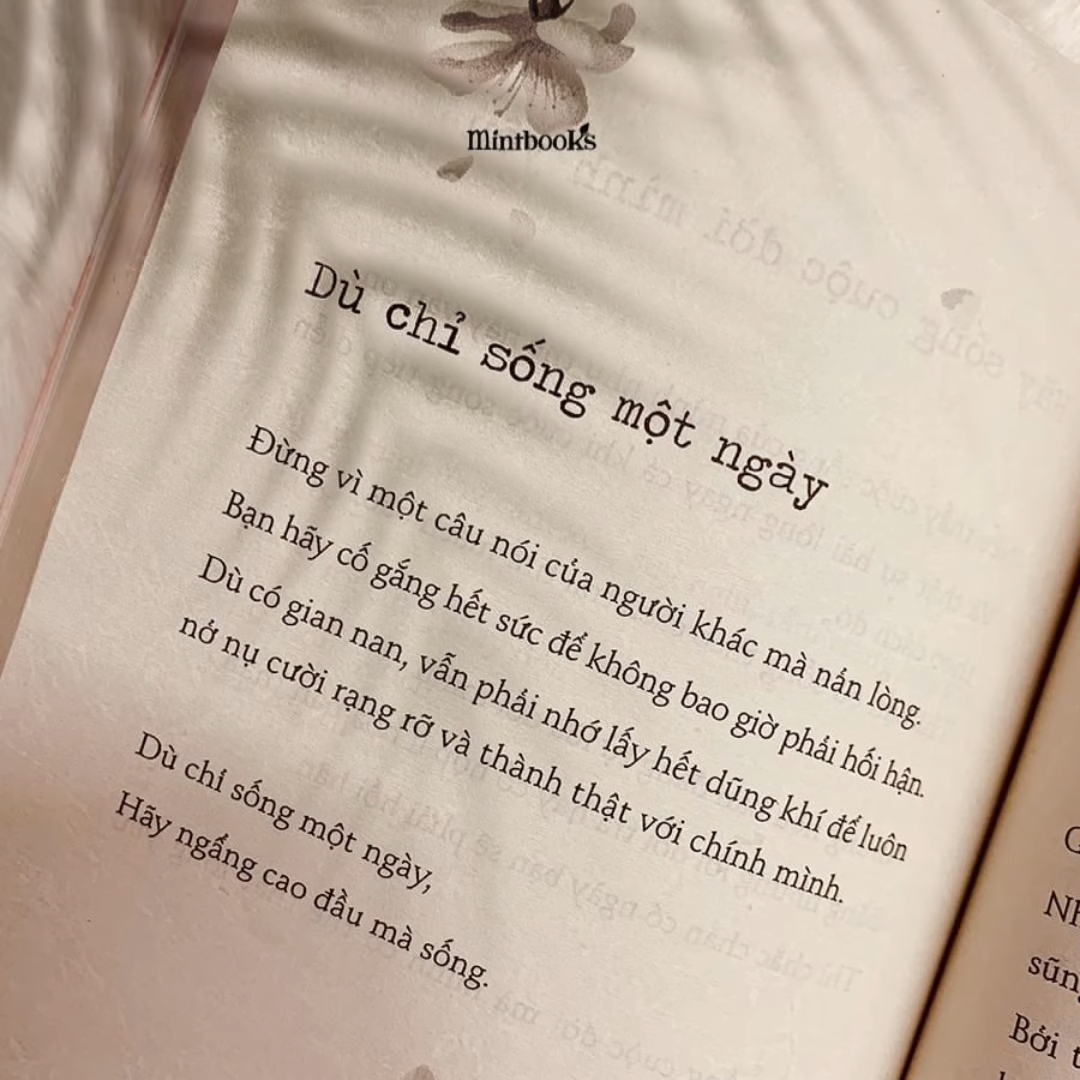 Mintbooks
Dù chỉ sống một ngày
Đừng vì một câu nói của người khác mà nản lòng.
Bạn hãy cố gắng hết sức để không bao giờ phải hối hận.
Dù có gian nan, vẫn phải nhớ lấy hết dũng khí để luôn
nở nụ cười rạng rỡ và thành thật với chính mình.
Dù chỉ sống một ngày,
Hãy ngẩng cao đầu mà sống.
Bởi